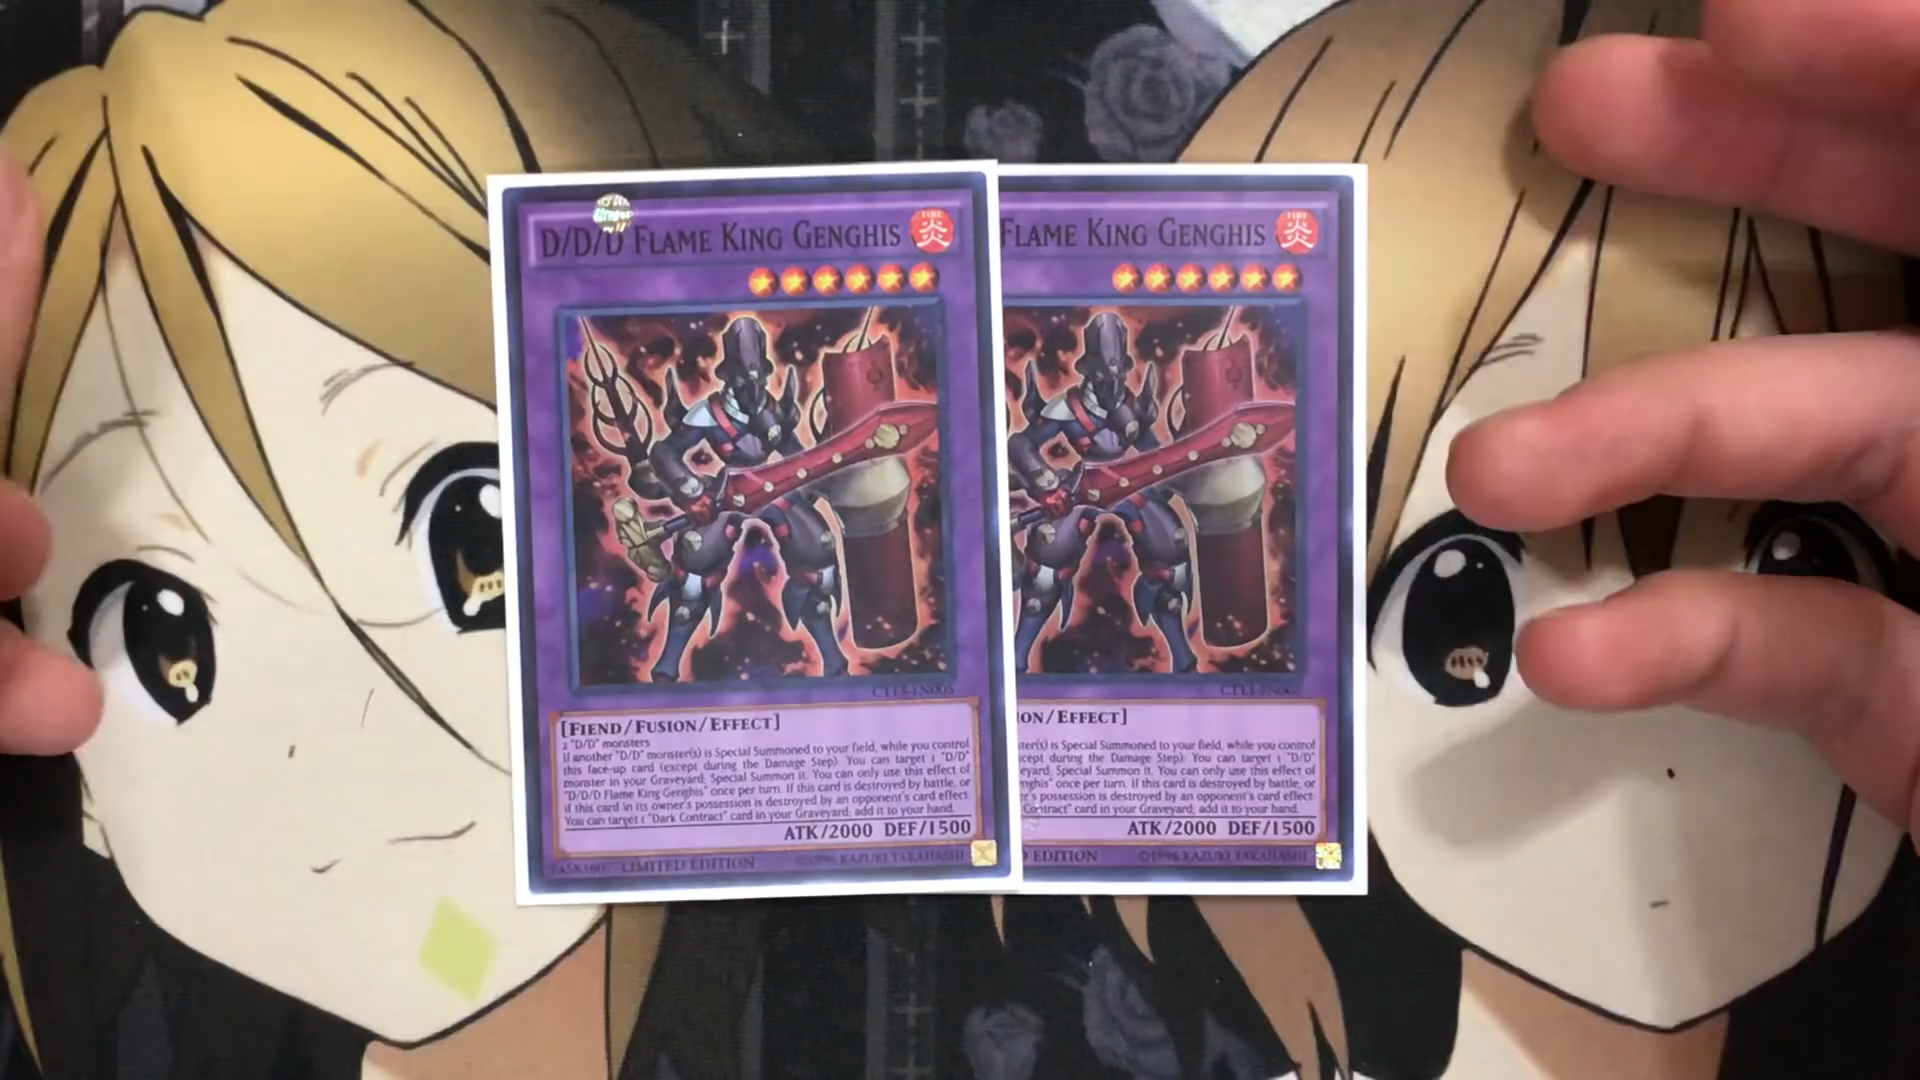 D/D/D FLAME KING GENGHIS
FIRE
炎
CT13-EN005
[FIEND/FUSION/EFFECT]
2 "D/D" monsters
If another "D/D" monster(s) is Special Summoned to your field, while you control
this face-up card (except during the Damage Step): You can target 1 "D/D"
monster in your Graveyard; Special Summon it. You can only use this effect of
"D/D/D Flame King Genghis" once per turn. If this card is destroyed by battle, or
if this card in its owner's possession is destroyed by an opponent's card effect:
You can target 1 "Dark Contract" card in your Graveyard; add it to your hand.
ATK/2000 DEF/1500
LIMITED EDITION
©1996 KAZUKI TAKAHASHI
FLAME KING GENGHIS
FIRE
炎
ION/EFFECT]
ster(s) is Special Summoned to your field, while you control
xcept during the Damage Step): You can target 1 "D/D"
eyard; Special Summon it. You can only use this effect of
nghis" once per turn. If this card is destroyed by battle, or
r's possession is destroyed by an opponent's card effect:
Contract" card in your Graveyard; add it to your hand.
ATK/2000 DEF/1500
D EDITION
©1996 KAZUKI TAKAHASHI